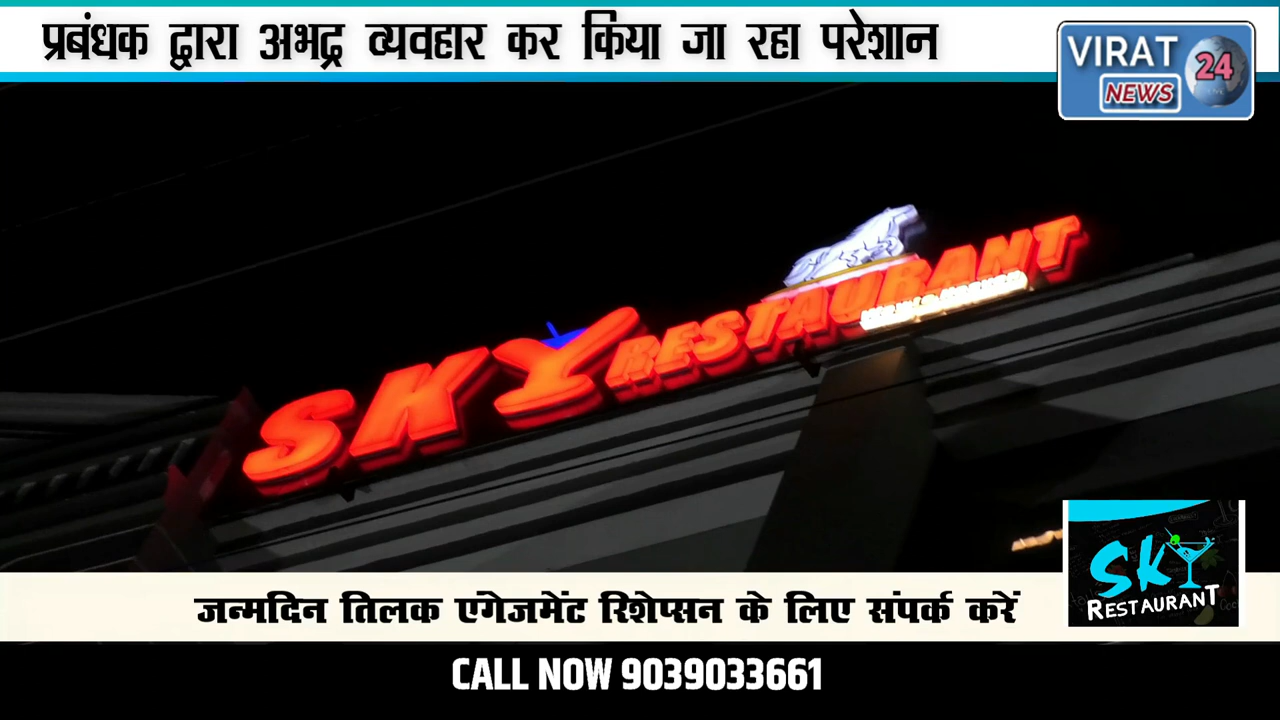 प्रबंधक द्वारा अभद्र व्यवहार कर किया जा रहा परेशान
VIRAT 24
NEWS
SKY RESTAURANT
जन्मदिन तिलक एंगेजमेंट रिशेप्सन के लिए संपर्क करें
SKY
RESTAURANT
CALL NOW 9039033661